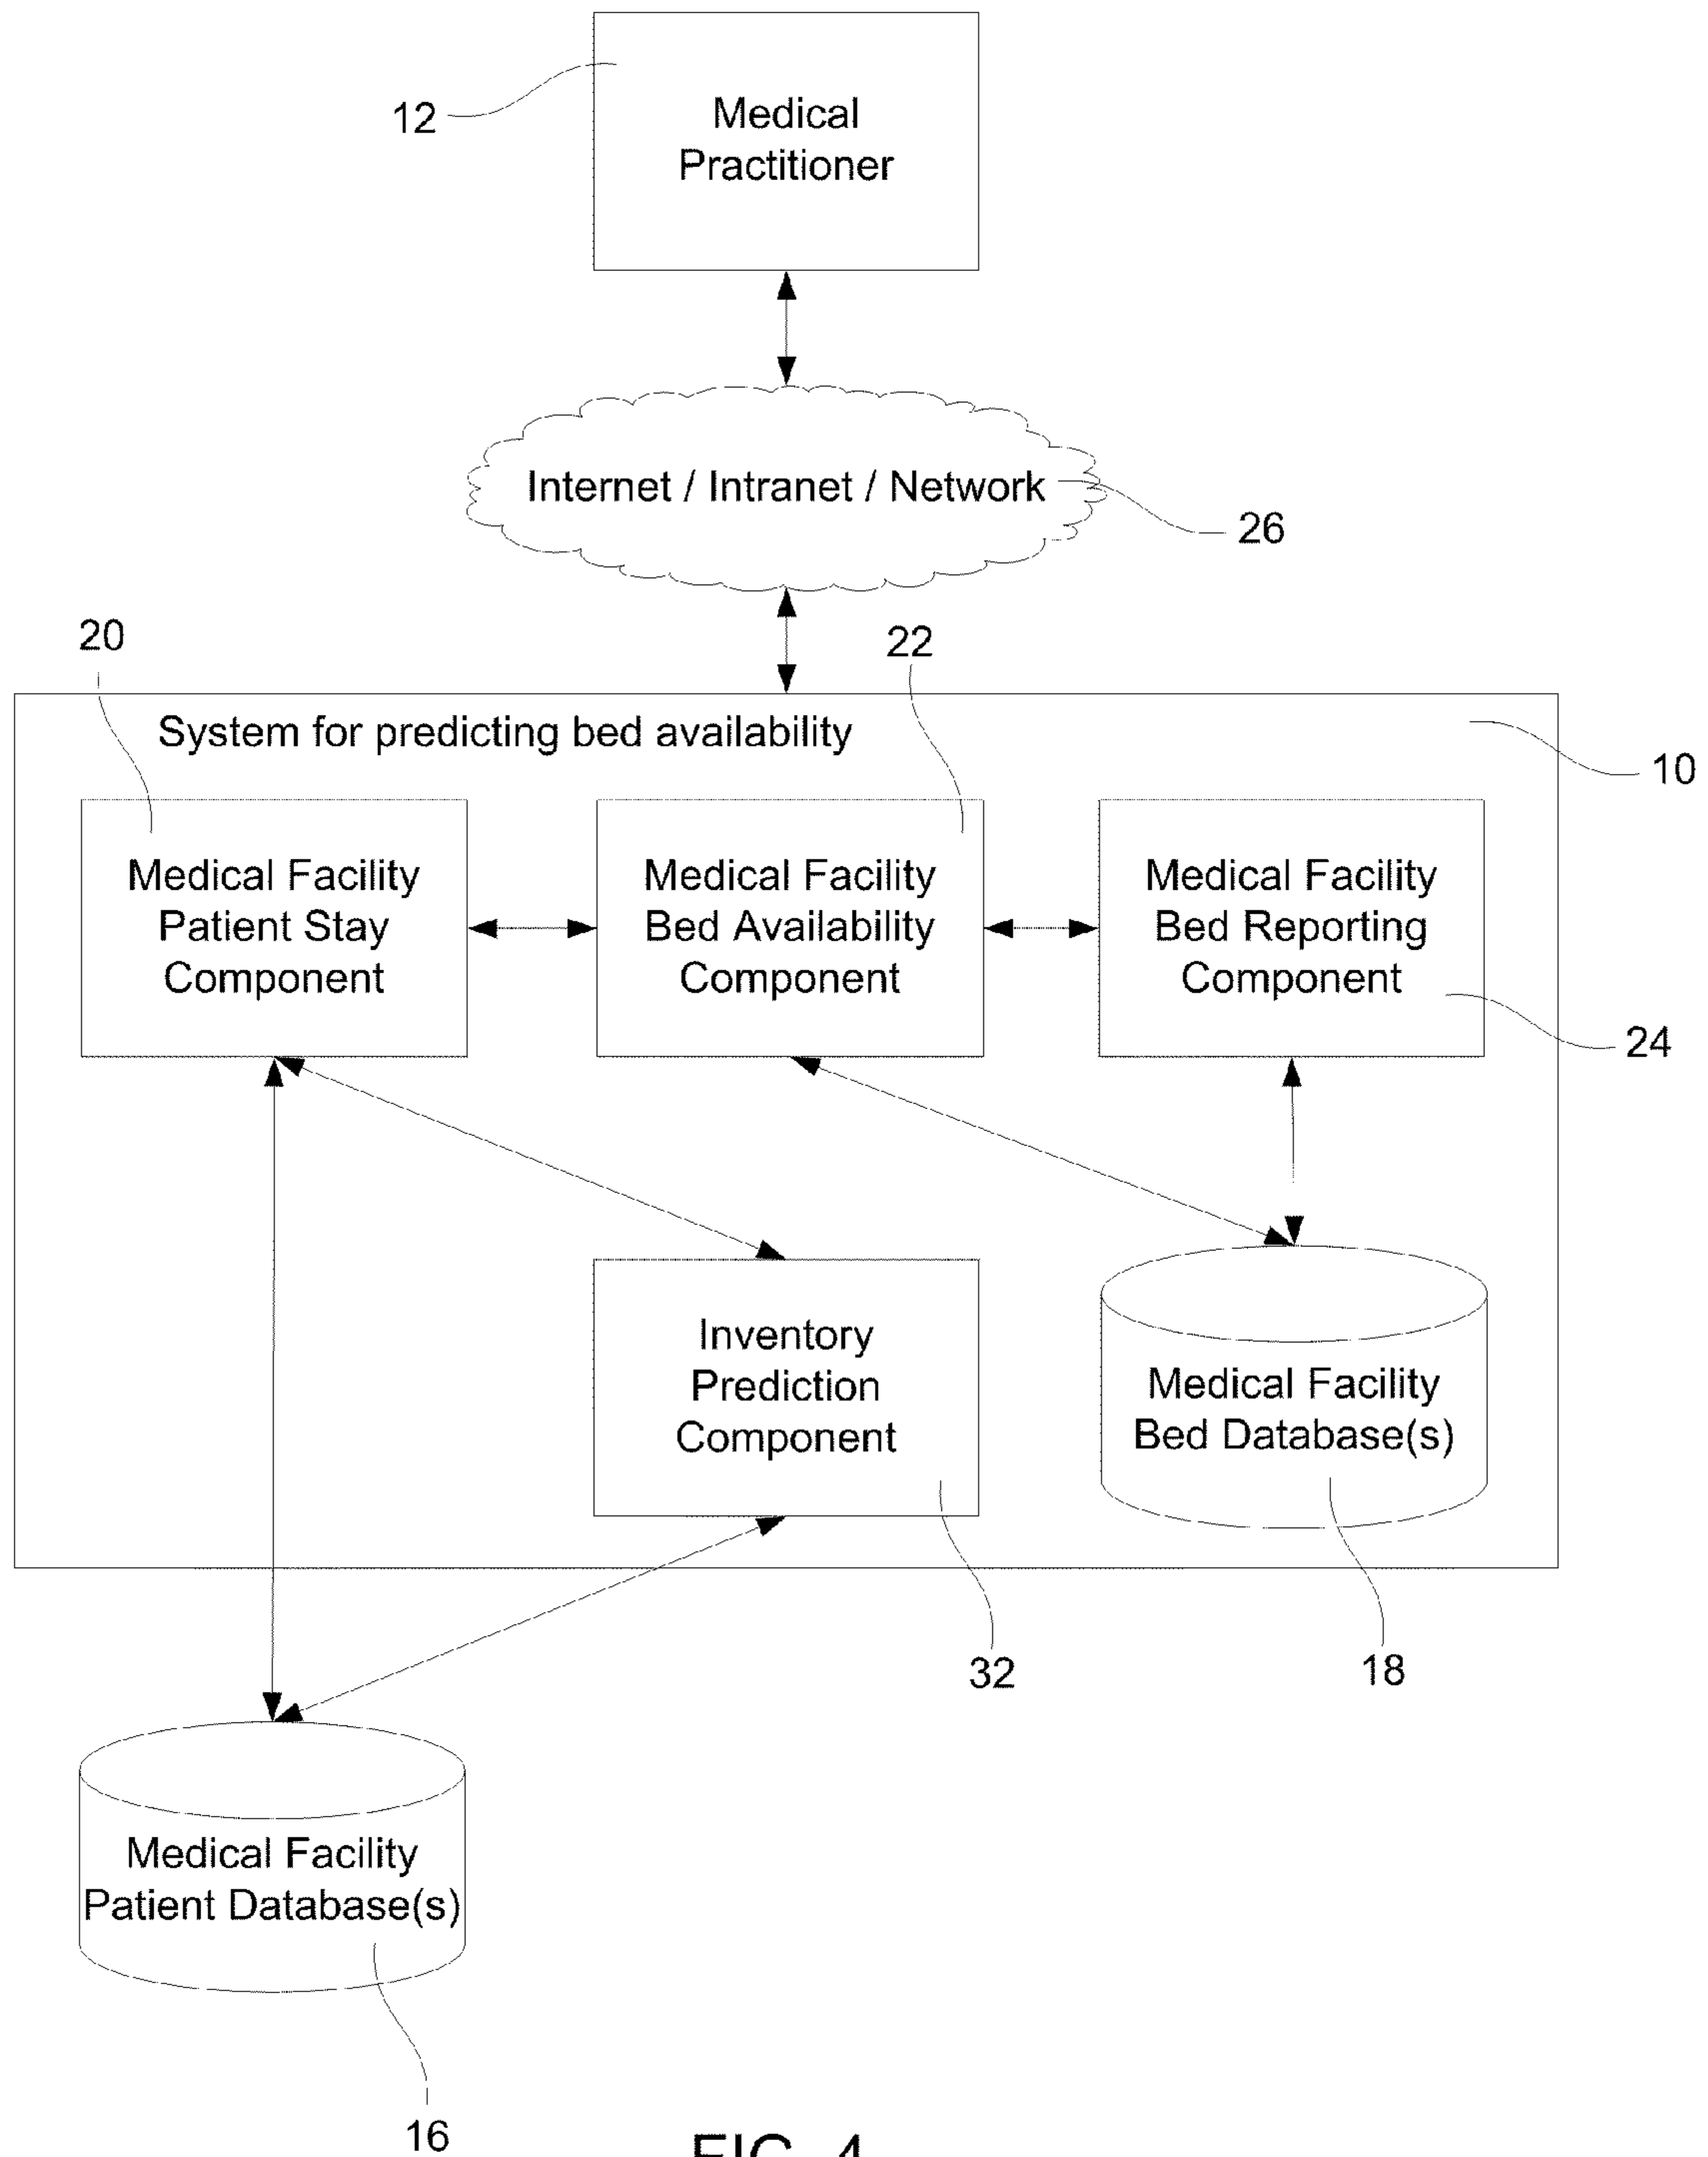 Medical
Practitioner
12
Internet / Intranet / Network
26
20
22
System for predicting bed availability
10
Medical Facility
Patient Stay
Component
Medical Facility
Bed Availability
Component
Medical Facility
Bed Reporting
Component
24
Inventory
Prediction
Component
Medical Facility
Bed Database(s)
32
18
Medical Facility
Patient Database(s)
16
FIG. 4